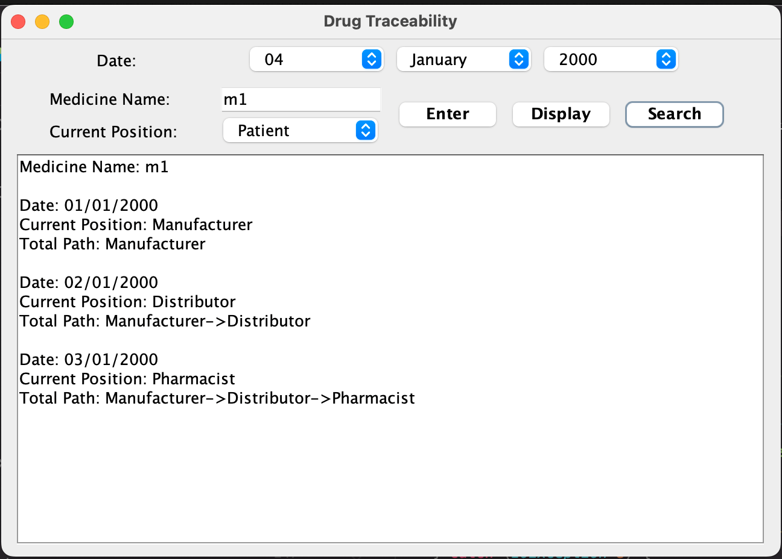 Drug Traceability
Date: 04 January 2000
Medicine Name: m1
Current Position: Patient
Enter Display Search
Medicine Name: m1
Date: 01/01/2000
Current Position: Manufacturer
Total Path: Manufacturer
Date: 02/01/2000
Current Position: Distributor
Total Path: Manufacturer->Distributor
Date: 03/01/2000
Current Position: Pharmacist
Total Path: Manufacturer->Distributor->Pharmacist